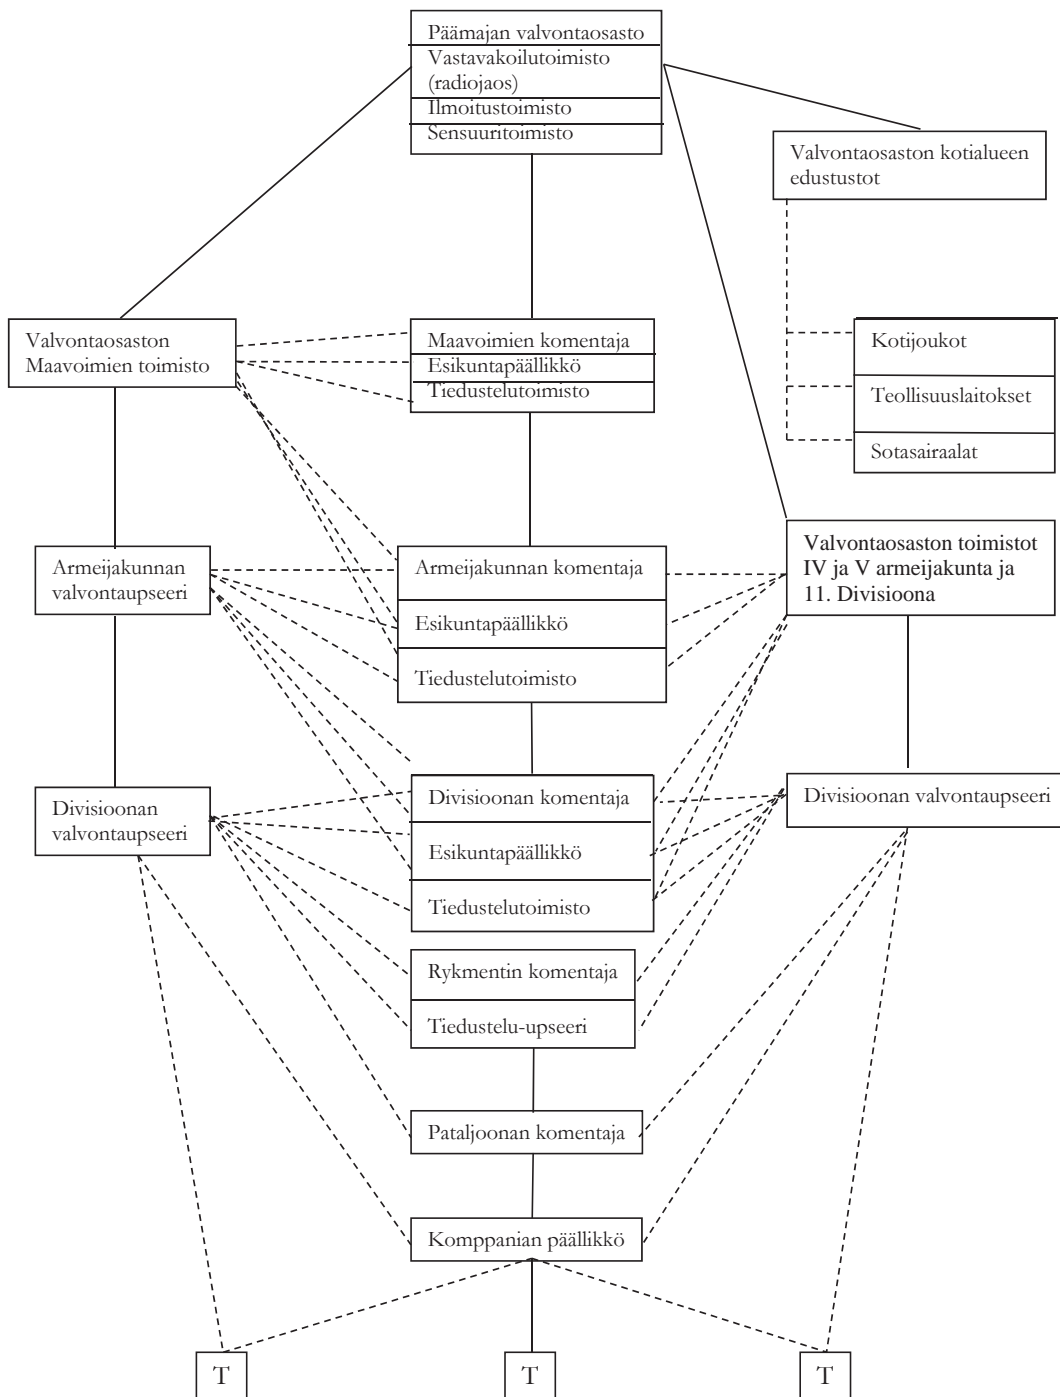 Päämajan valvontaosasto
Vastavakoilutoimisto
(radiojaos)
Ilmoitustoimisto
Sensuuritoimisto
Valvontaosaston kotialueen
edustustot
Valvontaosaston
Maavoimien toimisto
Maavoimien komentaja
Esikuntapäällikkö
Tiedustelutoimisto
Kotijoukot
Teollisuuslaitokset
Sotasairaalat
Armeijakunnan
valvontaupseeri
Armeijakunnan komentaja
Esikuntapäällikkö
Tiedustelutoimisto
Valvontaosaston toimistot
IV ja V armeijakunta ja
11. Divisioona
Divisioonan
valvontaupseeri
Divisioonan komentaja
Esikuntapäällikkö
Tiedustelutoimisto
Divisioonan valvontaupseeri
Rykmentin komentaja
Tiedustelu-upseeri
Pataljoonan komentaja
Komppanian päällikkö
T
T
T